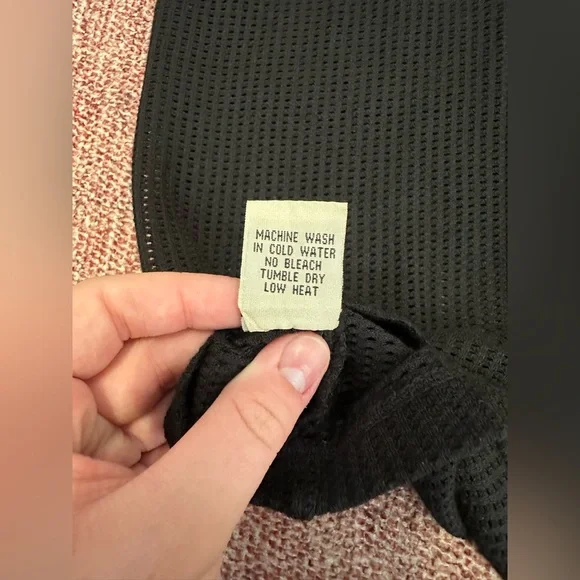 MACHINE WASH
IN COLD WATER
NO BLEACH
TUMBLE DRY
LOW HEAT